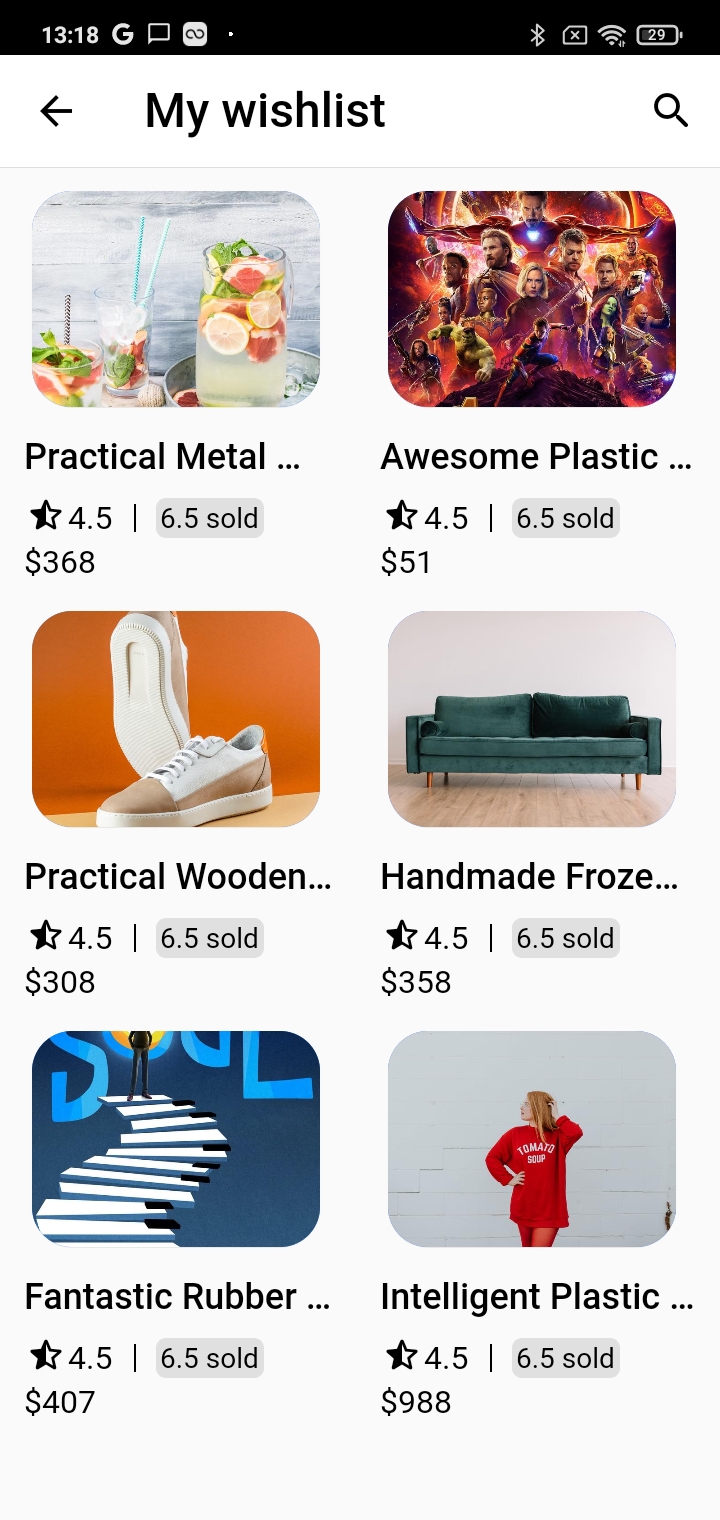 13:18
29
My wishlist
Practical Metal ...
Awesome Plastic ...
4.5 | 6.5 sold
4.5 | 6.5 sold
$368
$51
Practical Wooden...
Handmade Froze...
4.5 | 6.5 sold
4.5 | 6.5 sold
$308
$358
SOUL
TOMATO
SOUP
Fantastic Rubber ...
Intelligent Plastic ...
4.5 | 6.5 sold
4.5 | 6.5 sold
$407
$988